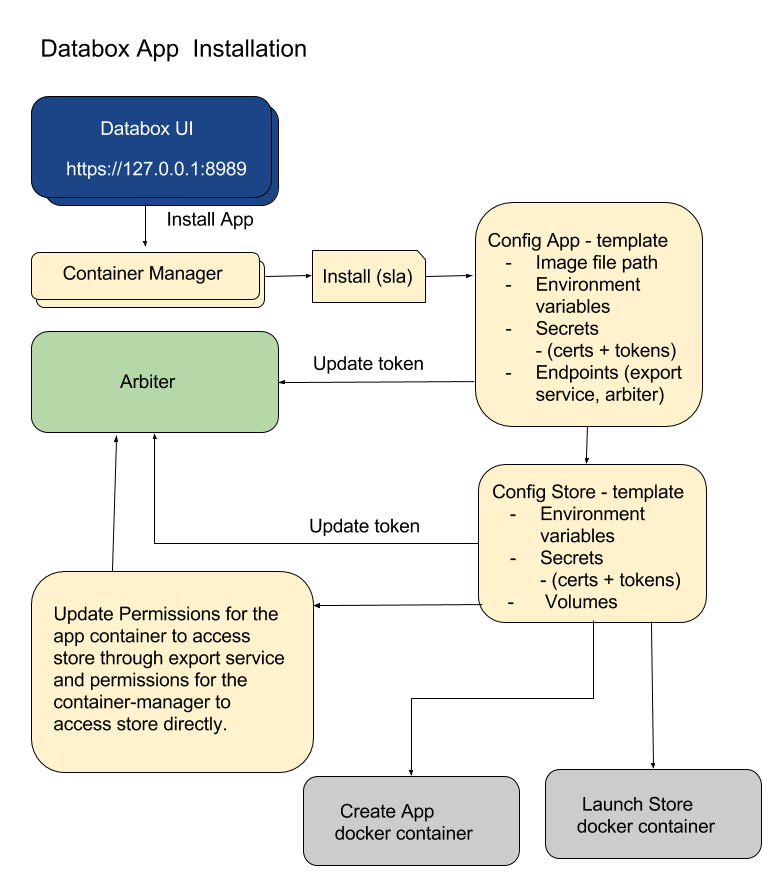 Databox App  Installation
Databox UI
https://127.0.0.1:8989
Install App
Container Manager
Install (sla)
Config App - template
- Image file path
- Environment
variables
- Secrets
- (certs + tokens)
- Endpoints (export
service, arbiter)
Update token
Arbiter
Config Store - template
- Environment
variables
- Secrets
- (certs + tokens)
- Volumes
Update token
Update Permissions for the
app container to access
store through export service
and permissions for the
container-manager to
access store directly.
Create App
docker container
Launch Store
docker container